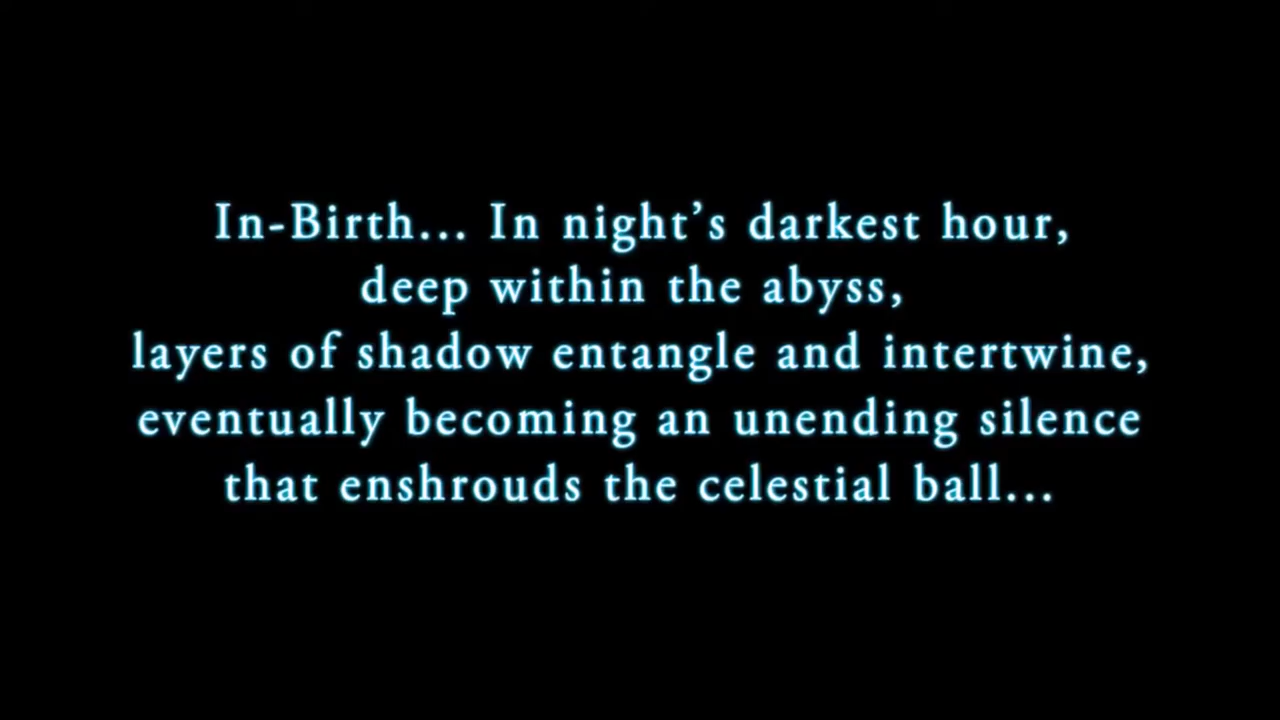 In-Birth... In night’s darkest hour,
deep within the abyss,
layers of shadow entangle and intertwine,
eventually becoming an unending silence
that enshrouds the celestial ball...